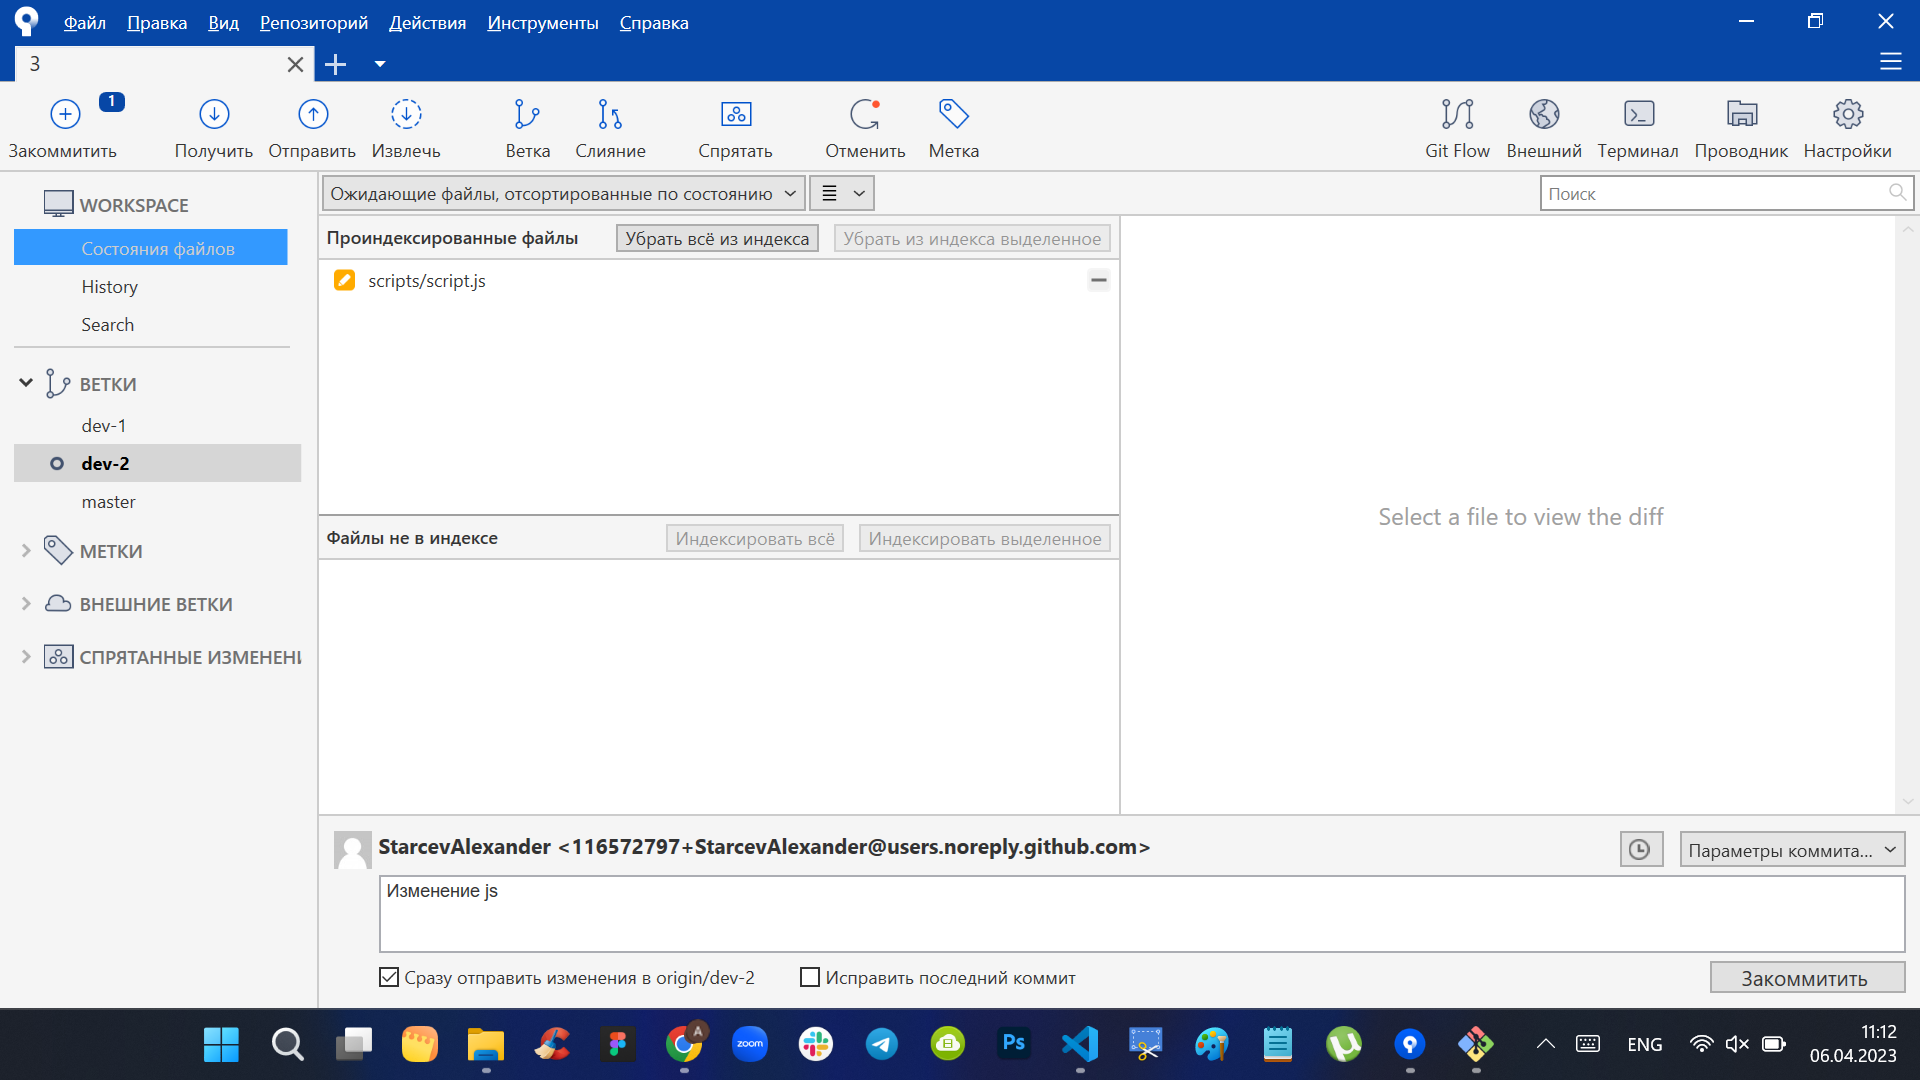 Файл Правка Вид Репозиторий Действия Инструменты Справка
3
1
Закоммитить Получить Отправить Извлечь Ветка Слияние Спрятать Отменить Метка Git Flow Внешний Терминал Проводник Настройки
WORKSPACE
Состояния файлов
History
Search
ВЕТКИ
dev-1
dev-2
master
МЕТКИ
ВНЕШНИЕ ВЕТКИ
СПРЯТАННЫЕ ИЗМЕНЕНИ
Ожидающие файлы, отсортированные по состоянию
Поиск
Проиндексированные файлы Убрать всё из индекса Убрать из индекса выделенное
scripts/script.js
Файлы не в индексе Индексировать всё Индексировать выделенное
Select a file to view the diff
StarcevAlexander <116572797+StarcevAlexander@users.noreply.github.com>
Параметры коммита...
Изменение js
Сразу отправить изменения в origin/dev-2 Исправить последний коммит
Закоммитить
A
zoom
Ps
ENG
11:12
06.04.2023